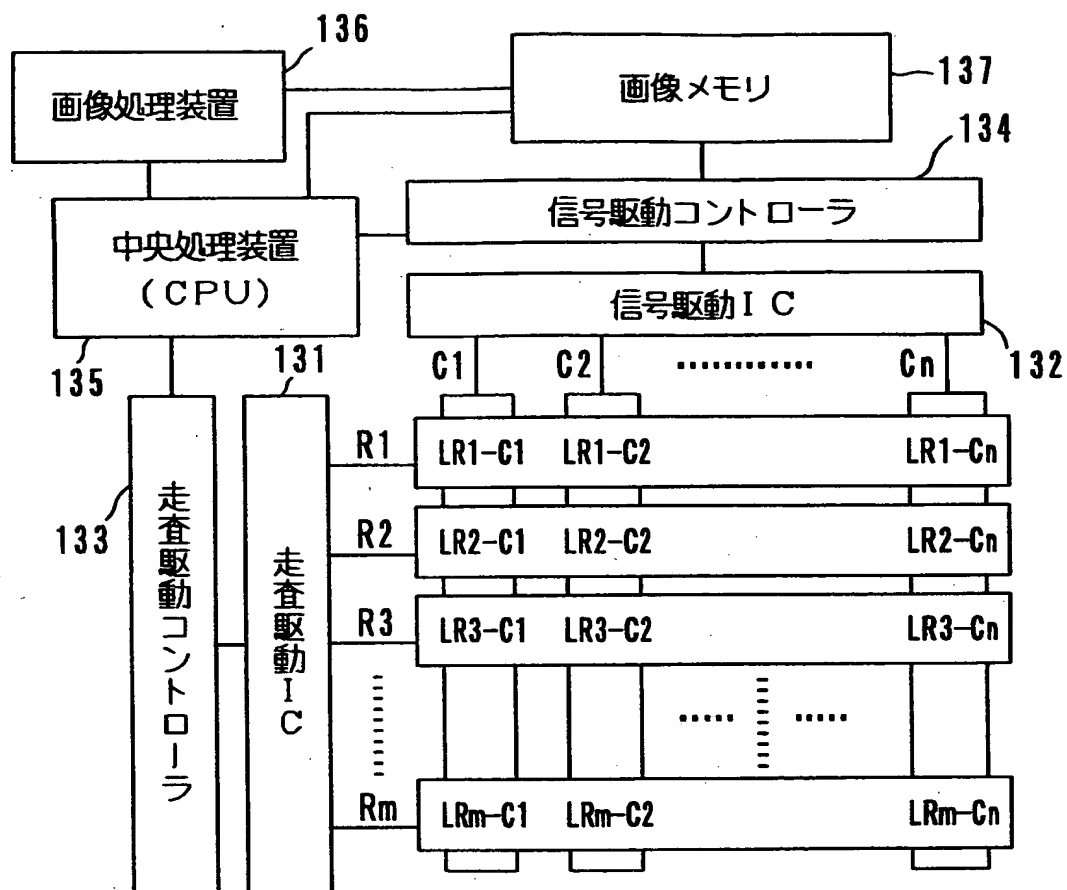 136
画像処理装置
画像メモリ
137
134
信号駆動コントローラ
中央処理装置
(CPU)
信号駆動IC
135
131
C1
C2
............
Cn
132
133
走査駆動コントローラ
走査駆動IC
R1
LR1-C1
LR1-C2
LR1-Cn
R2
LR2-C1
LR2-C2
LR2-Cn
R3
LR3-C1
LR3-C2
LR3-Cn
Rm
LRm-C1
LRm-C2
LRm-Cn